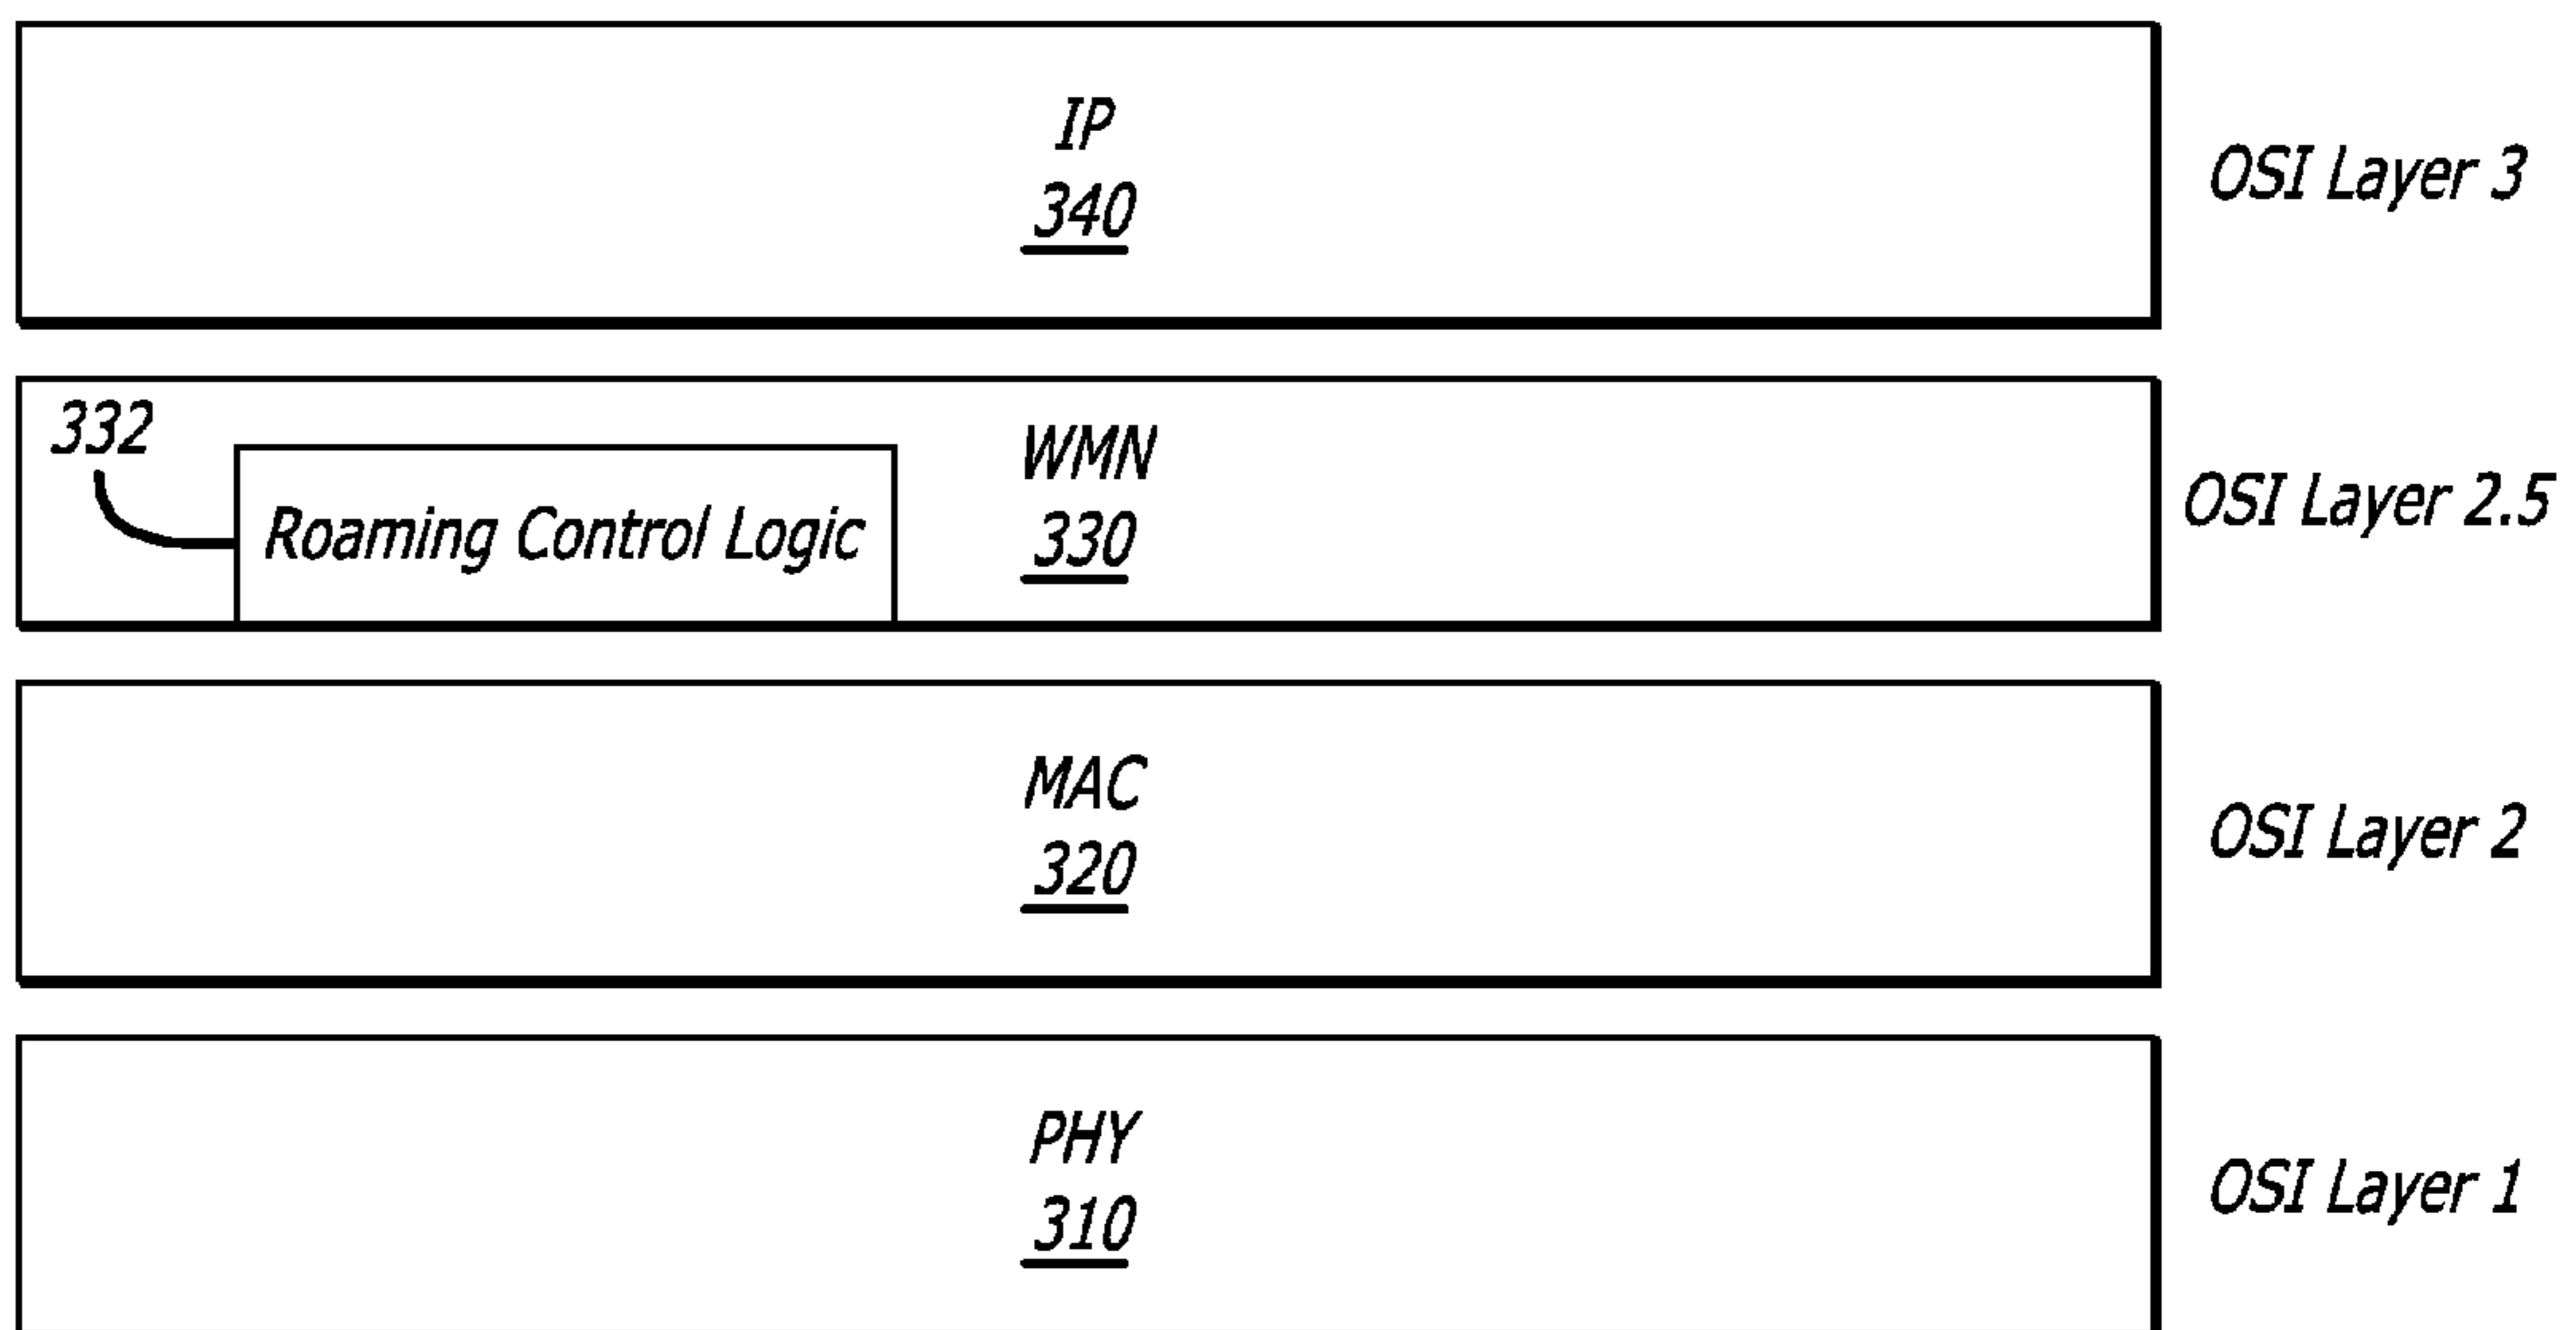 IP
340
OSI Layer 3
332
Roaming Control Logic
WMN
330
OSI Layer 2.5
MAC
320
OSI Layer 2
PHY
310
OSI Layer 1